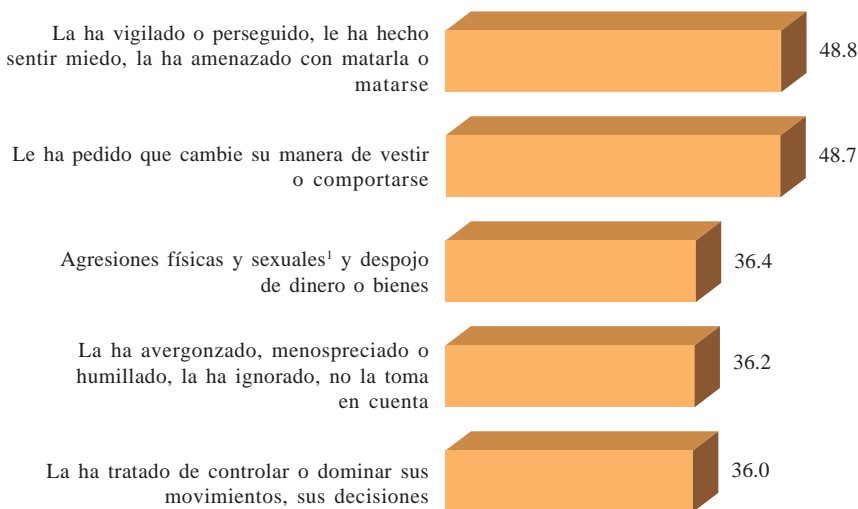 La ha vigilado o perseguido, le ha hecho
sentir miedo, la ha amenazado con matarla o
matarse
48.8
Le ha pedido que cambie su manera de vestir
o comportarse
48.7
Agresiones físicas y sexuales¹ y despojo
de dinero o bienes
36.4
La ha avergonzado, menospreciado o
humillado, la ha ignorado, no la toma
en cuenta
36.2
La ha tratado de controlar o dominar sus
movimientos, sus decisiones
36.0